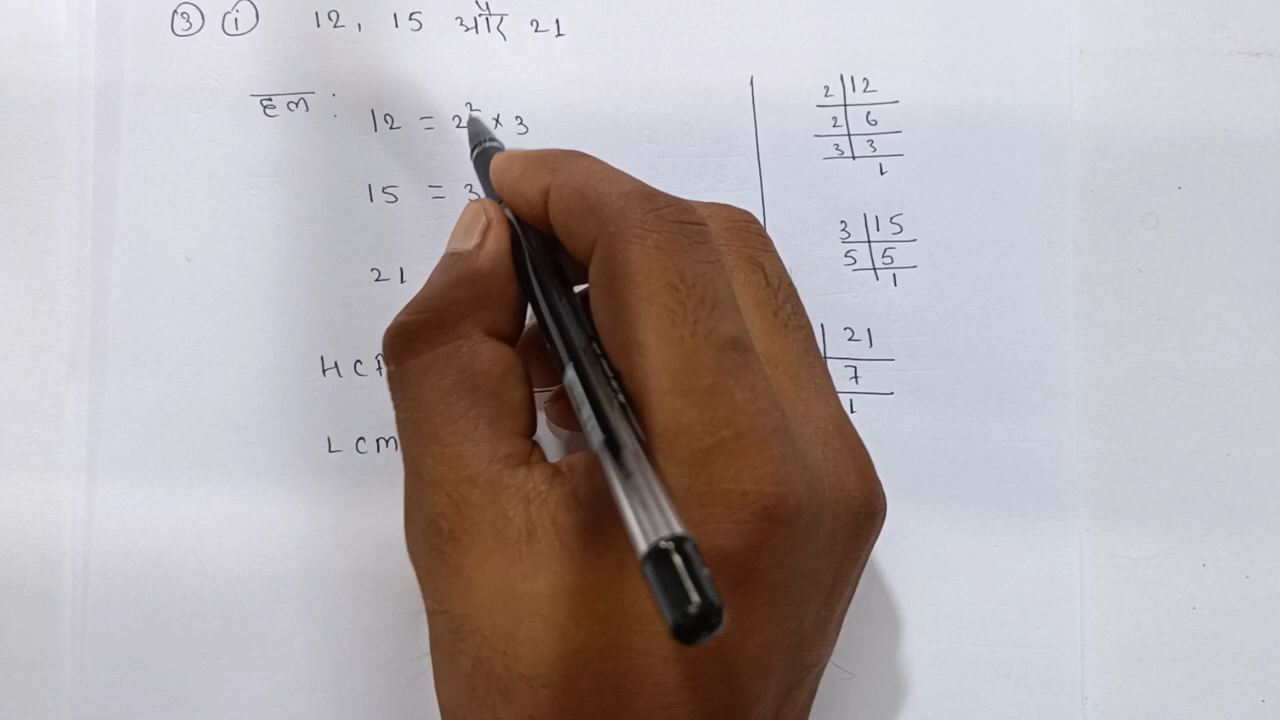 ③ ⓘ 12, 15 और 21
हल :
12 = 2² × 3
15 = 3
21
HCF
LCM
2 | 12
2 | 6
3 | 3
1
3 | 15
5 | 5
1
21
7
1